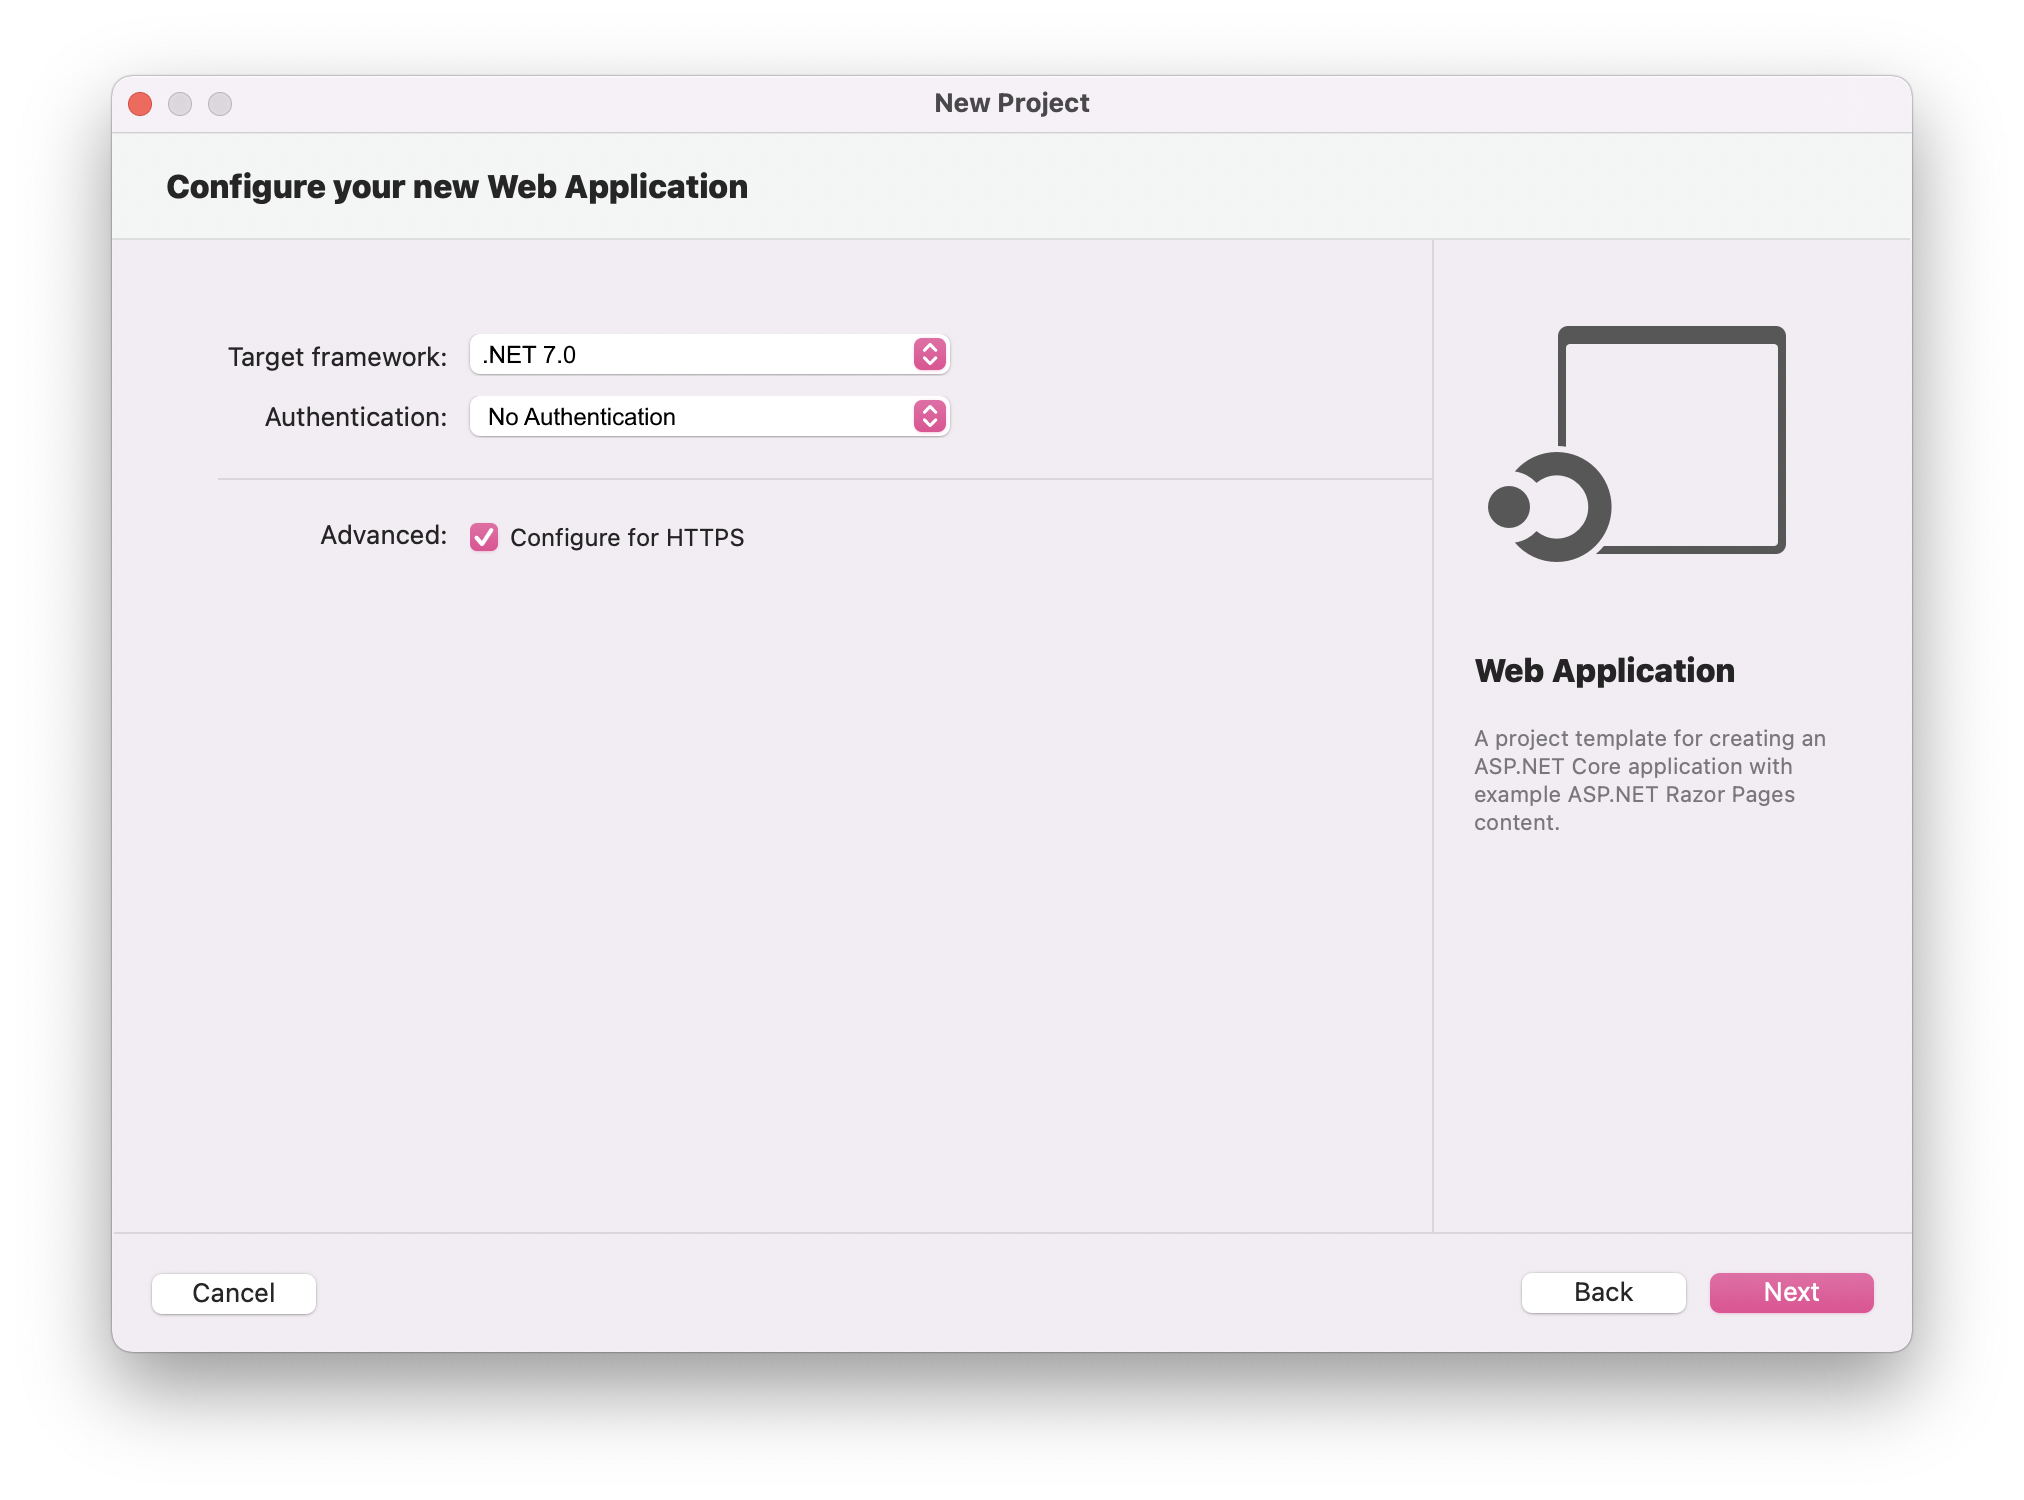 New Project
Configure your new Web Application
Target framework: .NET 7.0
Authentication: No Authentication
Advanced: Configure for HTTPS
Web Application
A project template for creating an
ASP.NET Core application with
example ASP.NET Razor Pages
content.
Cancel Back Next